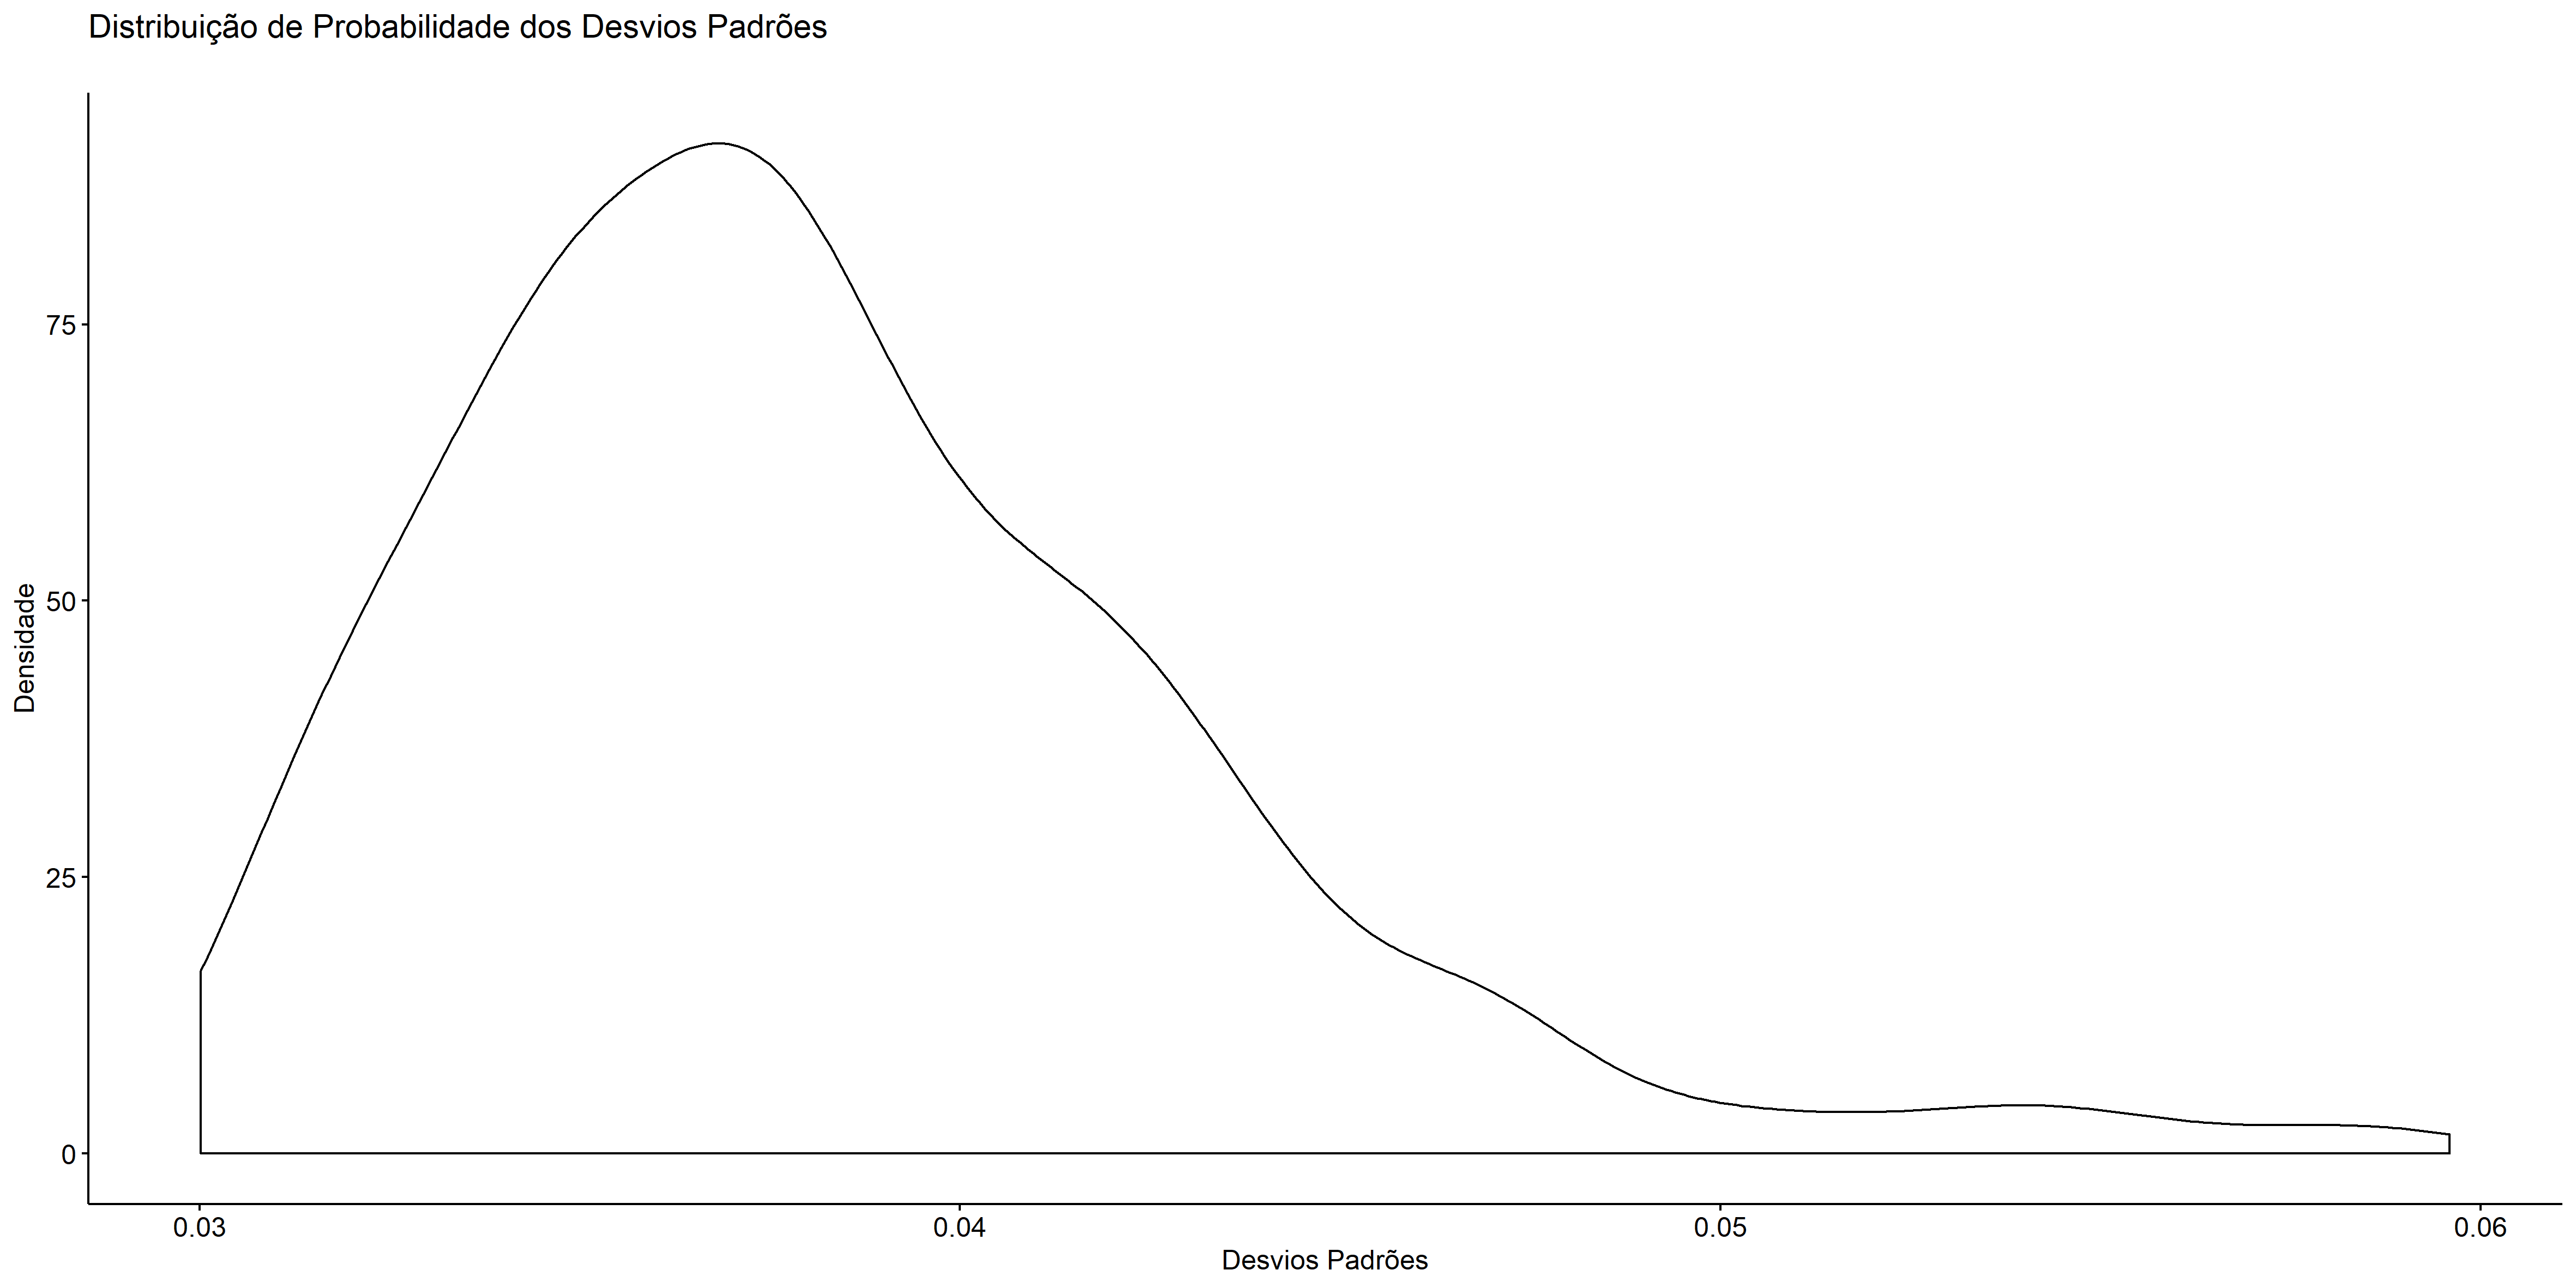 Distribuição de Probabilidade dos Desvios Padrões
75
50
25
0
Densidade
0.03 0.04 0.05 0.06
Desvios Padrões